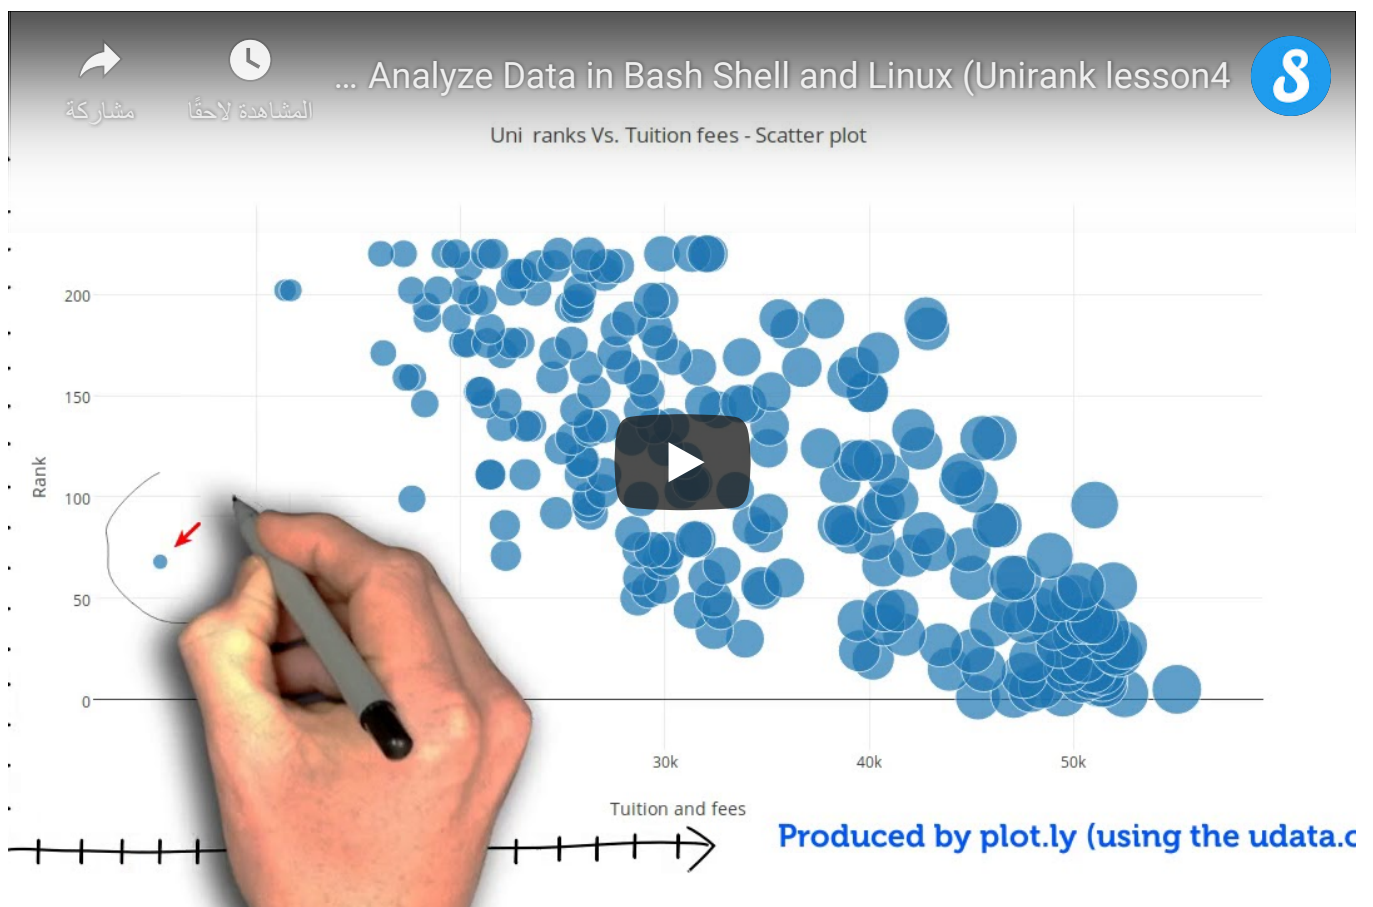 مشاركة
المشاهدة لاحقًا
... Analyze Data in Bash Shell and Linux (Unirank lesson4
Uni ranks Vs. Tuition fees - Scatter plot
200
150
100
50
0
Rank
30k
40k
50k
Tuition and fees
Produced by plot.ly (using the udata.c